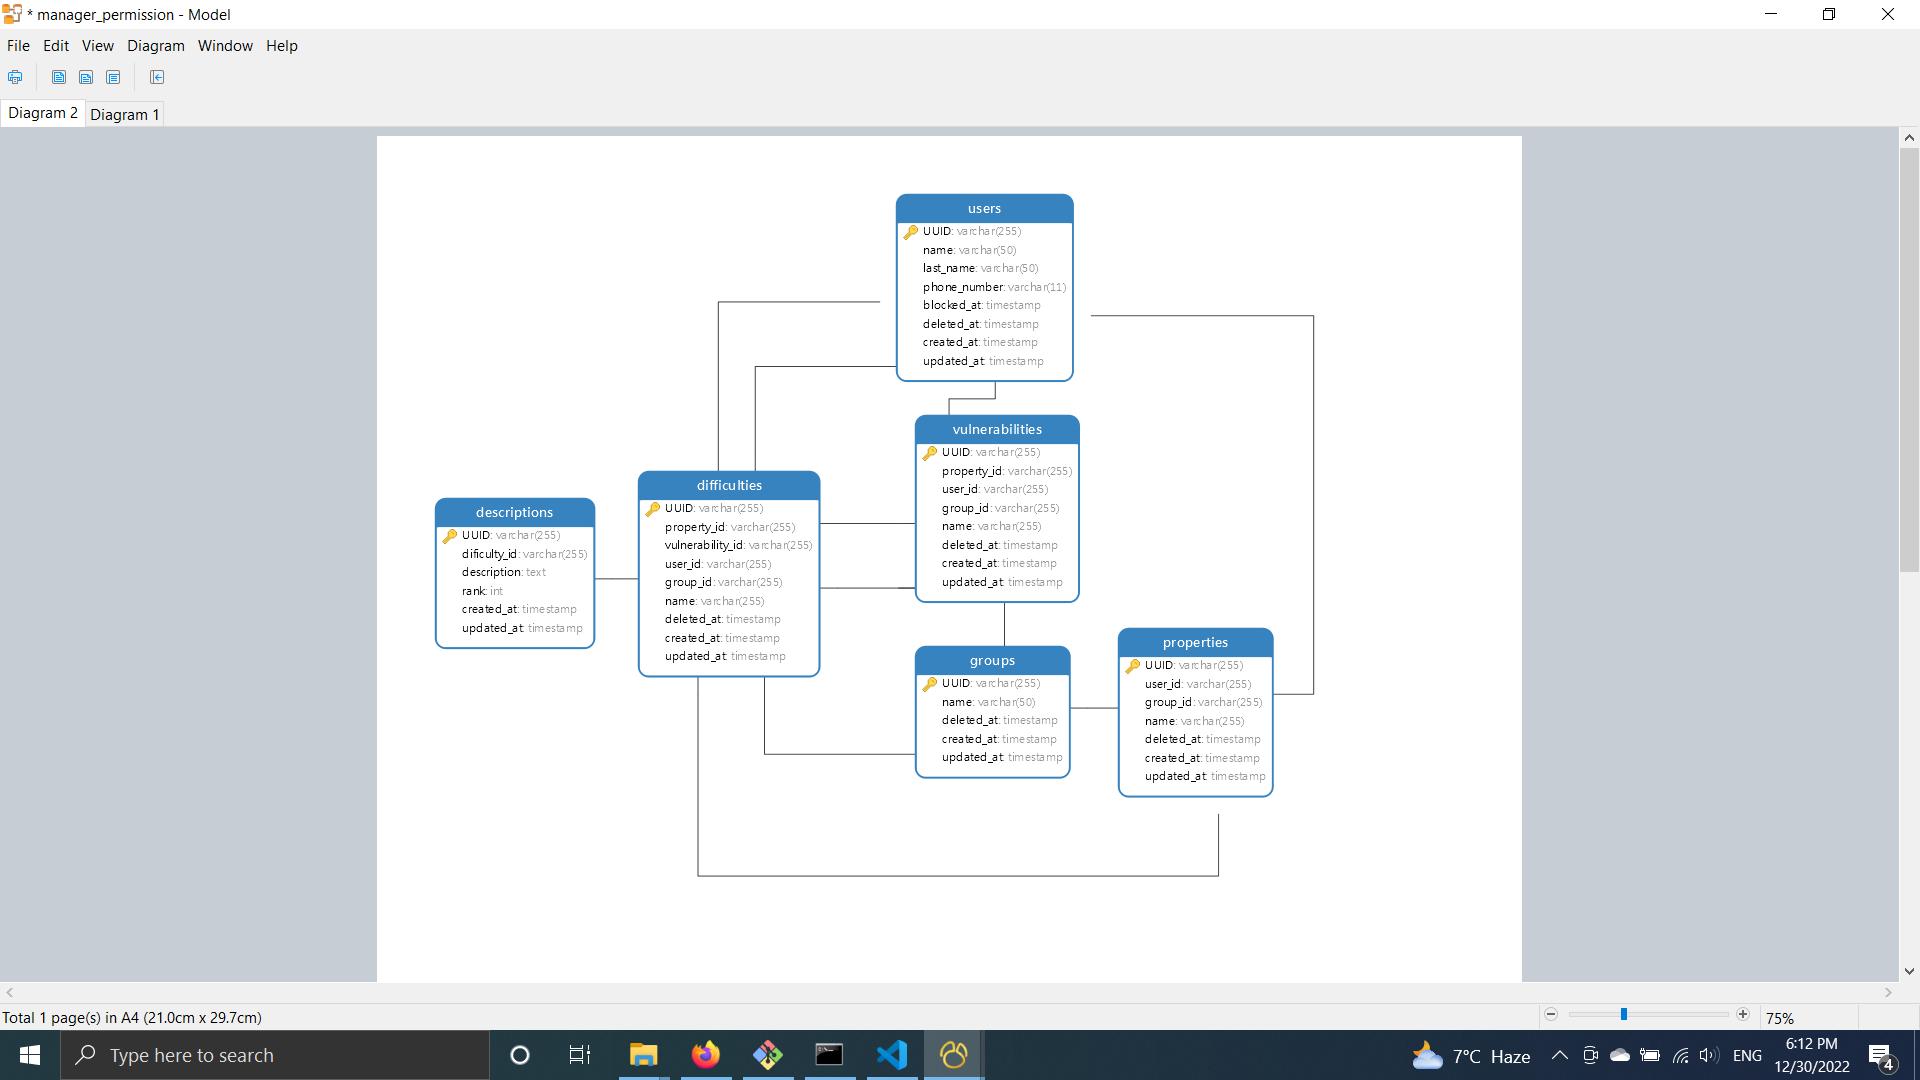 * manager_permission - Model
File Edit View Diagram Window Help
Diagram 2 Diagram 1
users
UUID: varchar(255)
name: varchar(50)
last_name: varchar(50)
phone_number: varchar(11)
blocked_at: timestamp
deleted_at: timestamp
created_at: timestamp
updated_at: timestamp
vulnerabilities
UUID: varchar(255)
property_id: varchar(255)
user_id: varchar(255)
group_id: varchar(255)
name: varchar(255)
deleted_at: timestamp
created_at: timestamp
updated_at: timestamp
difficulties
UUID: varchar(255)
property_id: varchar(255)
vulnerability_id: varchar(255)
user_id: varchar(255)
group_id: varchar(255)
name: varchar(255)
deleted_at: timestamp
created_at: timestamp
updated_at: timestamp
descriptions
UUID: varchar(255)
dificulty_id: varchar(255)
description: text
rank: int
created_at: timestamp
updated_at: timestamp
groups
UUID: varchar(255)
name: varchar(50)
deleted_at: timestamp
created_at: timestamp
updated_at: timestamp
properties
UUID: varchar(255)
user_id: varchar(255)
group_id: varchar(255)
name: varchar(255)
deleted_at: timestamp
created_at: timestamp
updated_at: timestamp
Total 1 page(s) in A4 (21.0cm x 29.7cm)
75%
Type here to search
7°C Haze
ENG
6:12 PM
12/30/2022
4